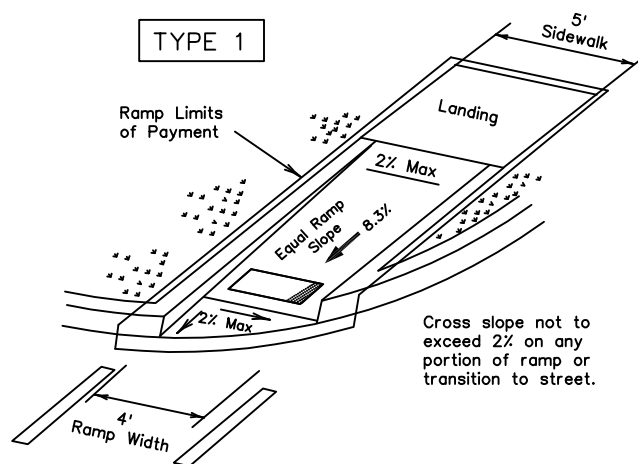 TYPE 1
5'
Sidewalk
Ramp Limits
of Payment
Landing
2% Max
Equal Ramp
Slope
8.3%
2% Max
Cross slope not to
exceed 2% on any
portion of ramp or
transition to street.
4'
Ramp Width